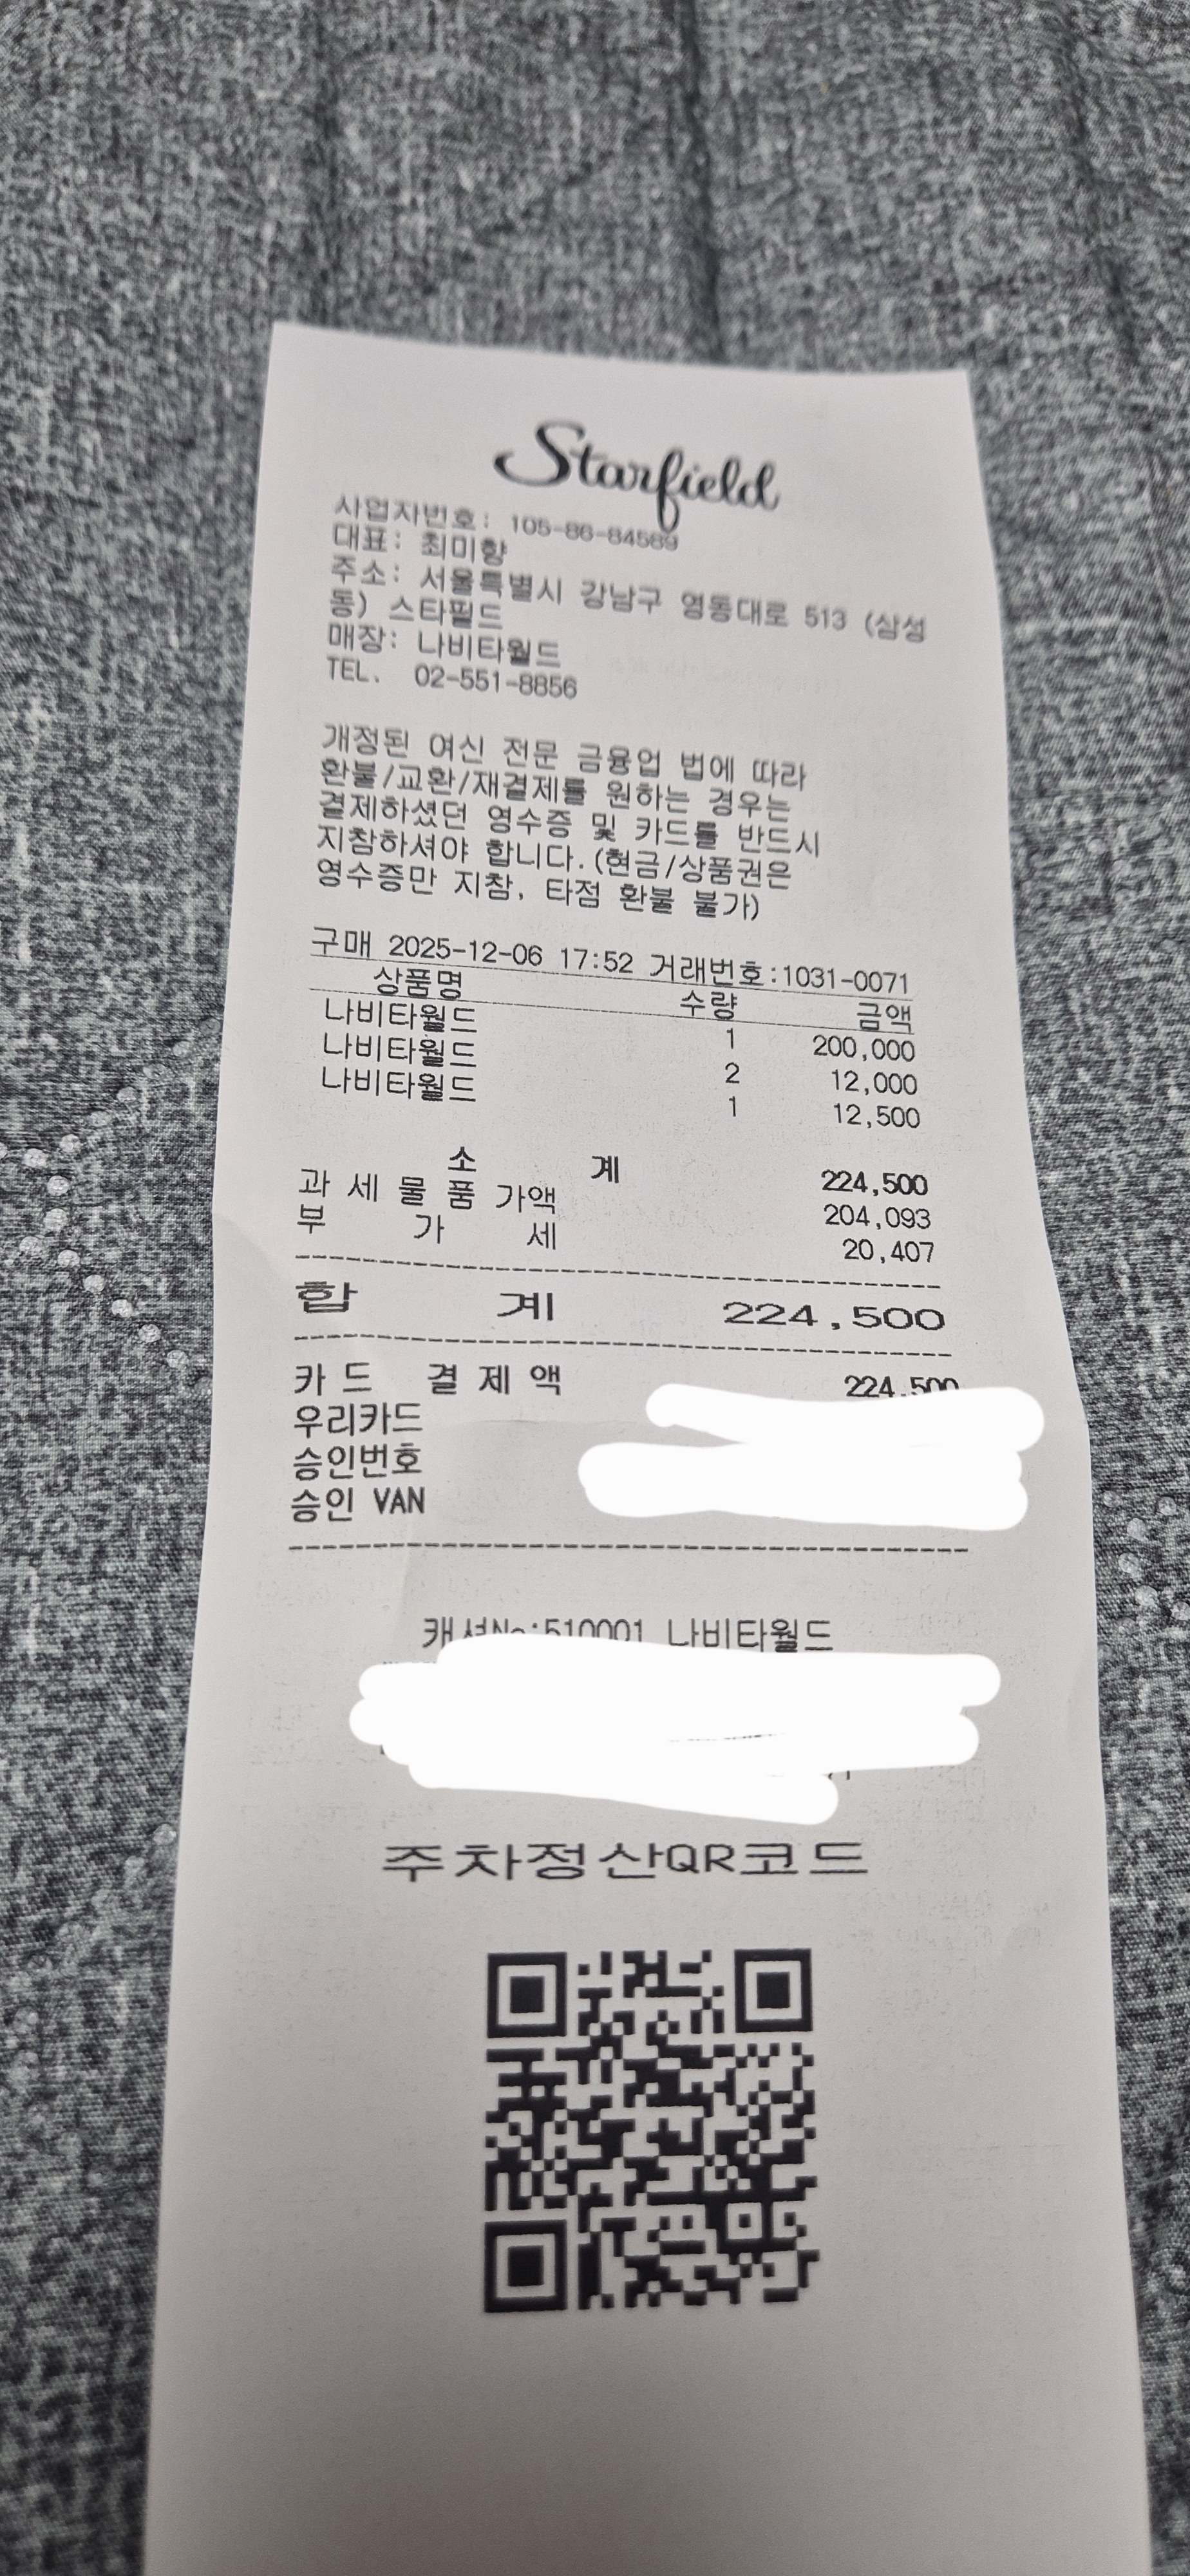 Starfield
사업자번호: 105-86-84589
대표: 최미향
주소: 서울특별시 강남구 영동대로 513 (삼성
동) 스타필드
매장: 나비타월드
TEL. 02-551-8856
개정된 여신 전문 금융업 법에 따라
환불/교환/재결제를 원하는 경우는
결제하셨던 영수증 및 카드를 반드시
지참하셔야 합니다.(현금/상품권은
영수증만 지참, 타점 환불 불가)
구매 2025-12-06 17:52 거래번호:1031-0071
상품명 수량 금액
나비타월드 1 200,000
나비타월드 2 12,000
나비타월드 1 12,500
소 계 224,500
과 세 물 품 가액 204,093
부 가 세 20,407
합 계 224,500
카 드 결 제 액 224,500
우리카드
승인번호
승인 VAN
캐셔No:510001 나비타월드
주차정산QR코드